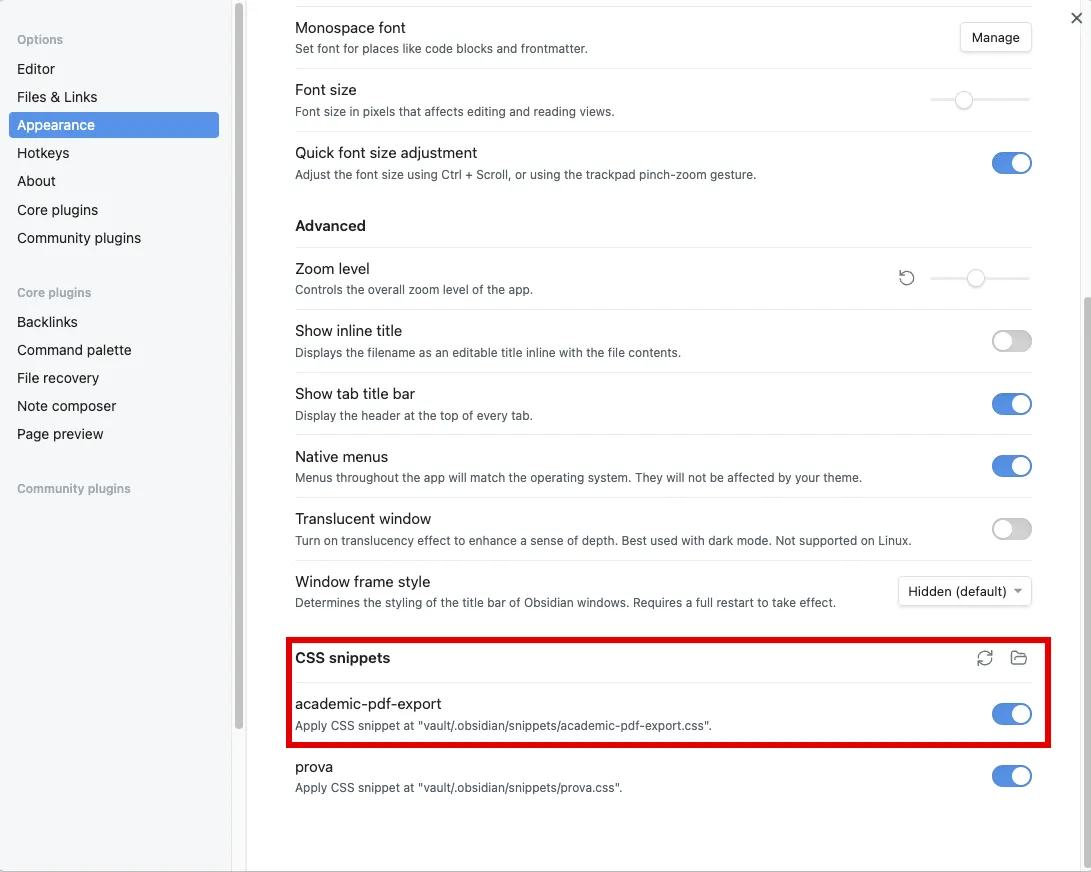 Options
Editor
Files & Links
Appearance
Hotkeys
About
Core plugins
Community plugins
Core plugins
Backlinks
Command palette
File recovery
Note composer
Page preview
Community plugins
Monospace font
Set font for places like code blocks and frontmatter.
Manage
Font size
Font size in pixels that affects editing and reading views.
Quick font size adjustment
Adjust the font size using Ctrl + Scroll, or using the trackpad pinch-zoom gesture.
Advanced
Zoom level
Controls the overall zoom level of the app.
Show inline title
Displays the filename as an editable title inline with the file contents.
Show tab title bar
Display the header at the top of every tab.
Native menus
Menus throughout the app will match the operating system. They will not be affected by your theme.
Translucent window
Turn on translucency effect to enhance a sense of depth. Best used with dark mode. Not supported on Linux.
Window frame style
Determines the styling of the title bar of Obsidian windows. Requires a full restart to take effect.
Hidden (default)
CSS snippets
academic-pdf-export
Apply CSS snippet at "vault/.obsidian/snippets/academic-pdf-export.css".
prova
Apply CSS snippet at "vault/.obsidian/snippets/prova.css".